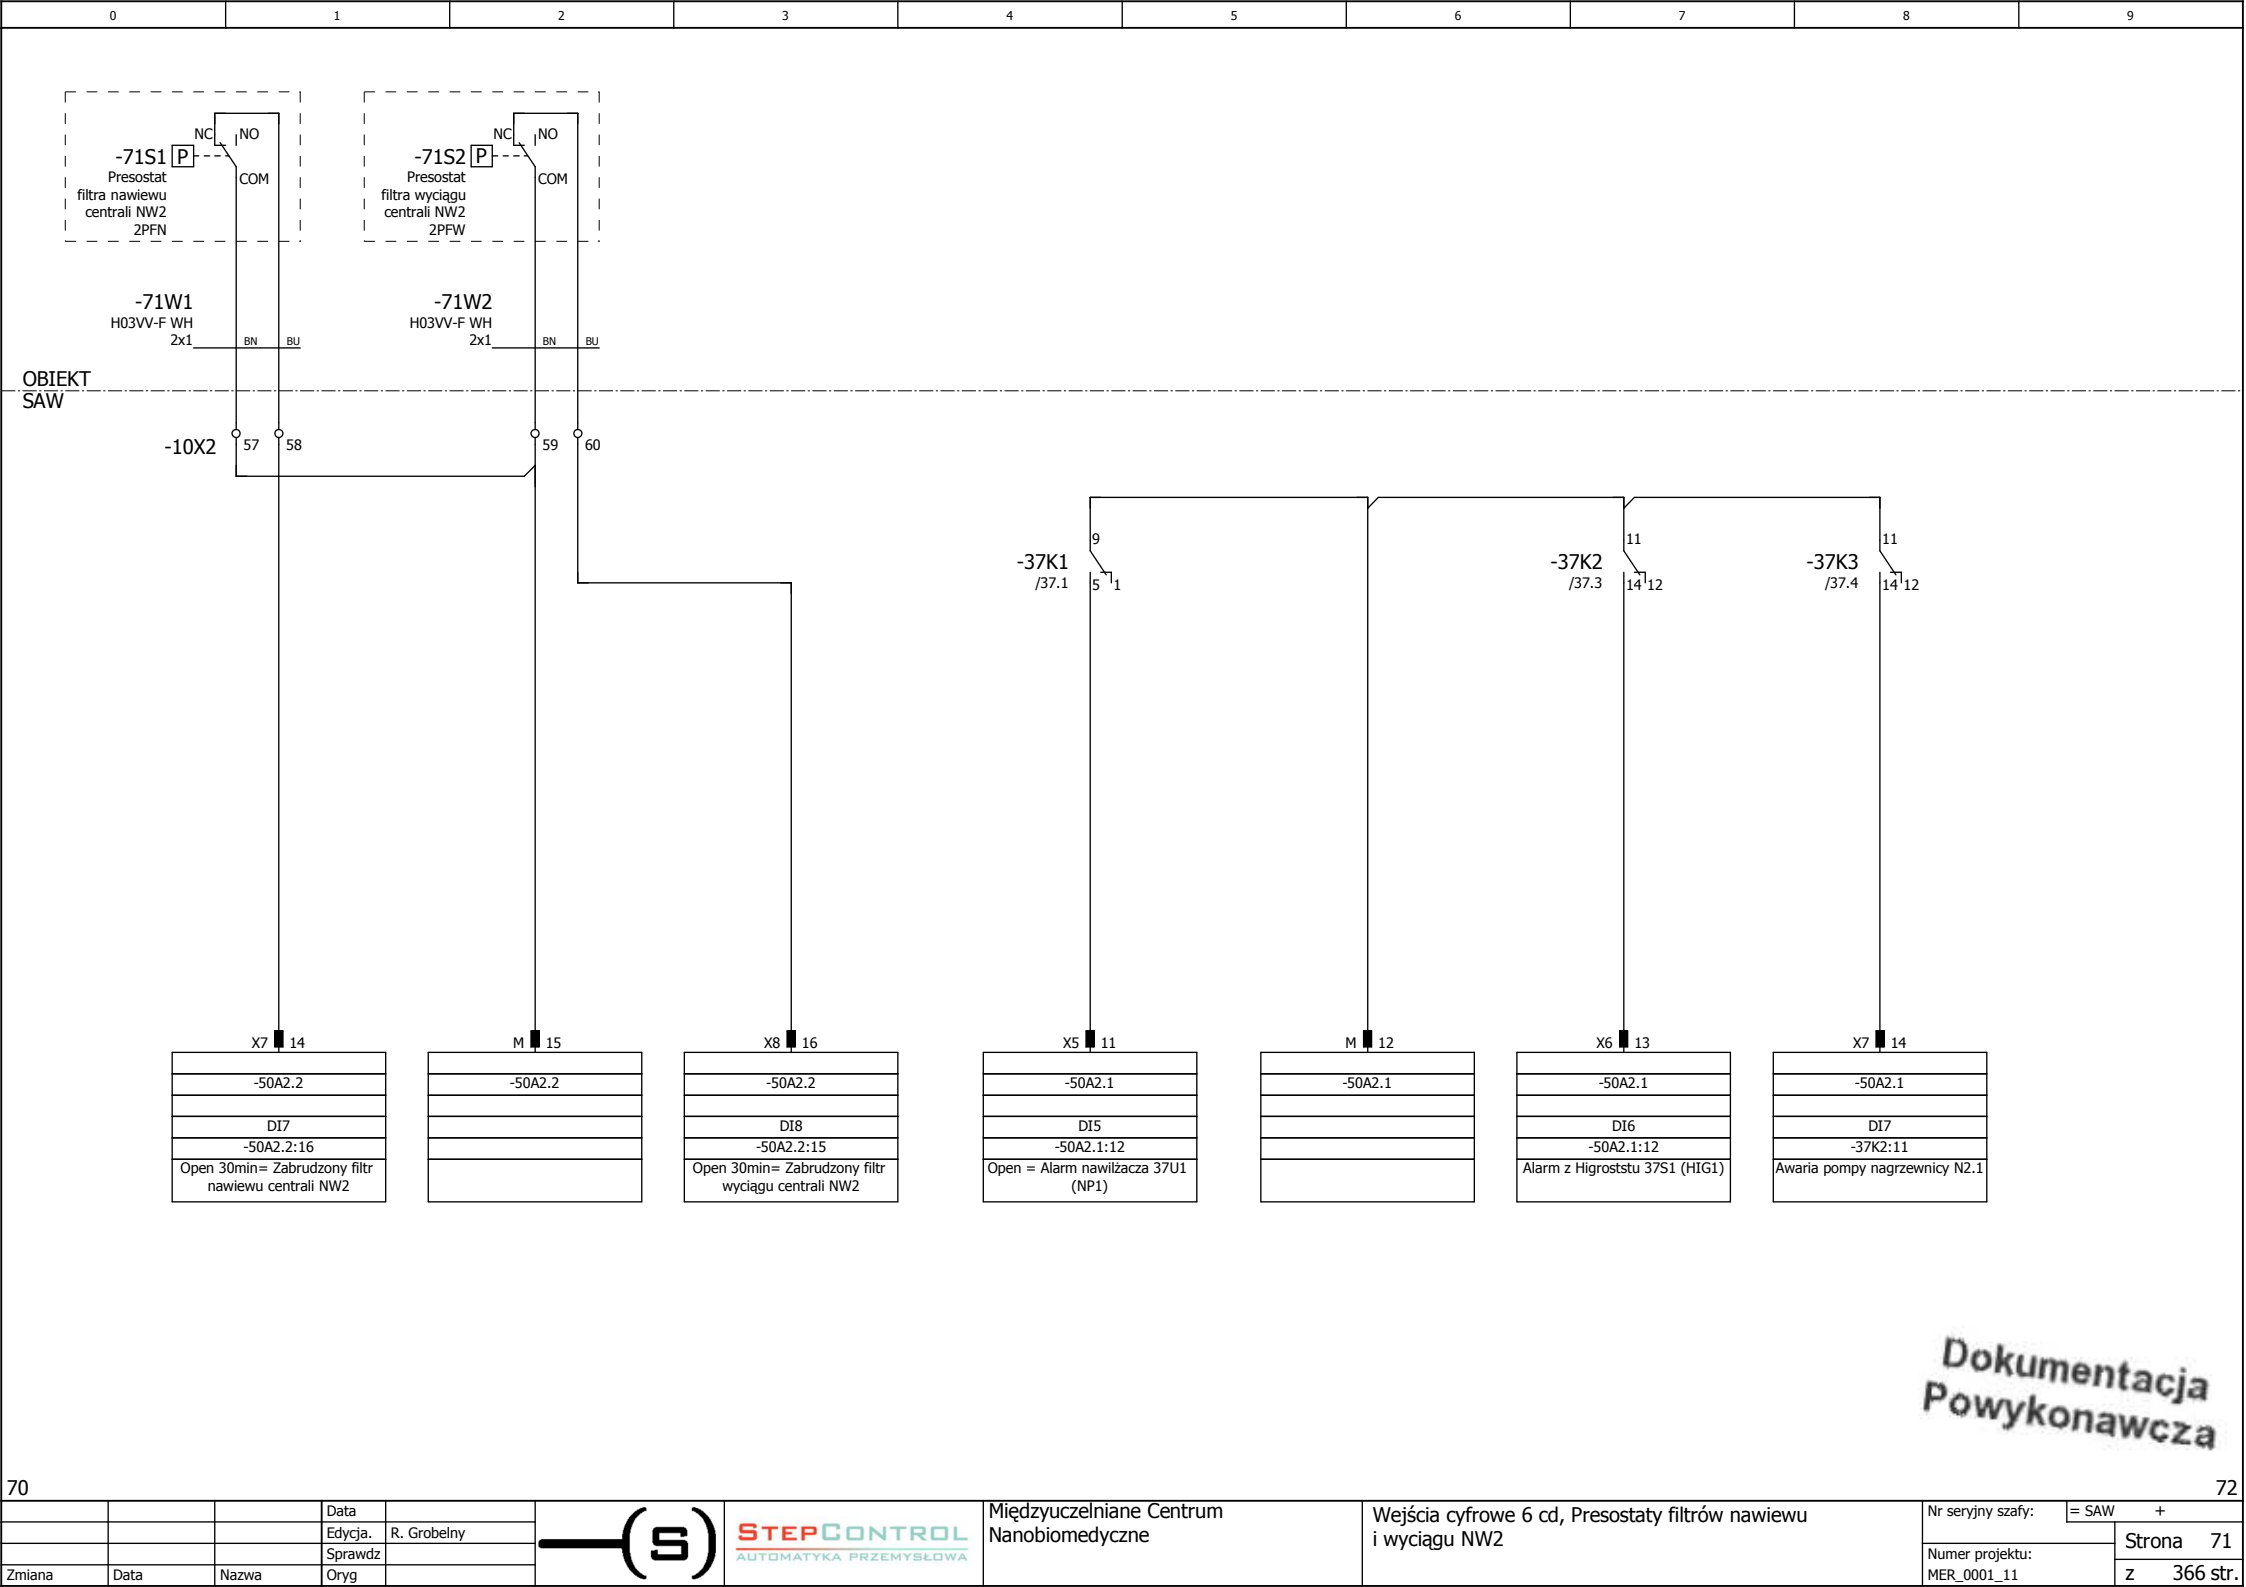 0 1 2 3 4 5 6 7 8 9
NC NO
-71S1 P
COM
Presostat
filtra nawiewu
centrali NW2
2PFN
NC NO
-71S2 P
COM
Presostat
filtra wyciągu
centrali NW2
2PFW
-71W1
H03VV-F WH
2x1 BN BU
-71W2
H03VV-F WH
2x1 BN BU
OBIEKT
SAW
-10X2 57 58 59 60
9
-37K1
/37.1 5 1
11
-37K2
/37.3 14 12
11
-37K3
/37.4 14 12
X7 14
-50A2.2
DI7
-50A2.2:16
Open 30min= Zabrudzony filtr
nawiewu centrali NW2
M 15
-50A2.2
X8 16
-50A2.2
DI8
-50A2.2:15
Open 30min= Zabrudzony filtr
wyciągu centrali NW2
X5 11
-50A2.1
DI5
-50A2.1:12
Open = Alarm nawilżacza 37U1
(NP1)
M 12
-50A2.1
X6 13
-50A2.1
DI6
-50A2.1:12
Alarm z Higroststu 37S1 (HIG1)
X7 14
-50A2.1
DI7
-37K2:11
Awaria pompy nagrzewnicy N2.1
Dokumentacja
Powykonawcza
70 72
Data
Edycja. R. Grobelny
Sprawdz
Zmiana Data Nazwa Oryg
(S)
STEPCONTROL
AUTOMATYKA PRZEMYSŁOWA
Międzyuczelniane Centrum
Nanobiomedyczne
Wejścia cyfrowe 6 cd, Presostaty filtrów nawiewu
i wyciągu NW2
Nr seryjny szafy: = SAW +
Strona 71
Numer projektu:
MER_0001_11
z 366 str.